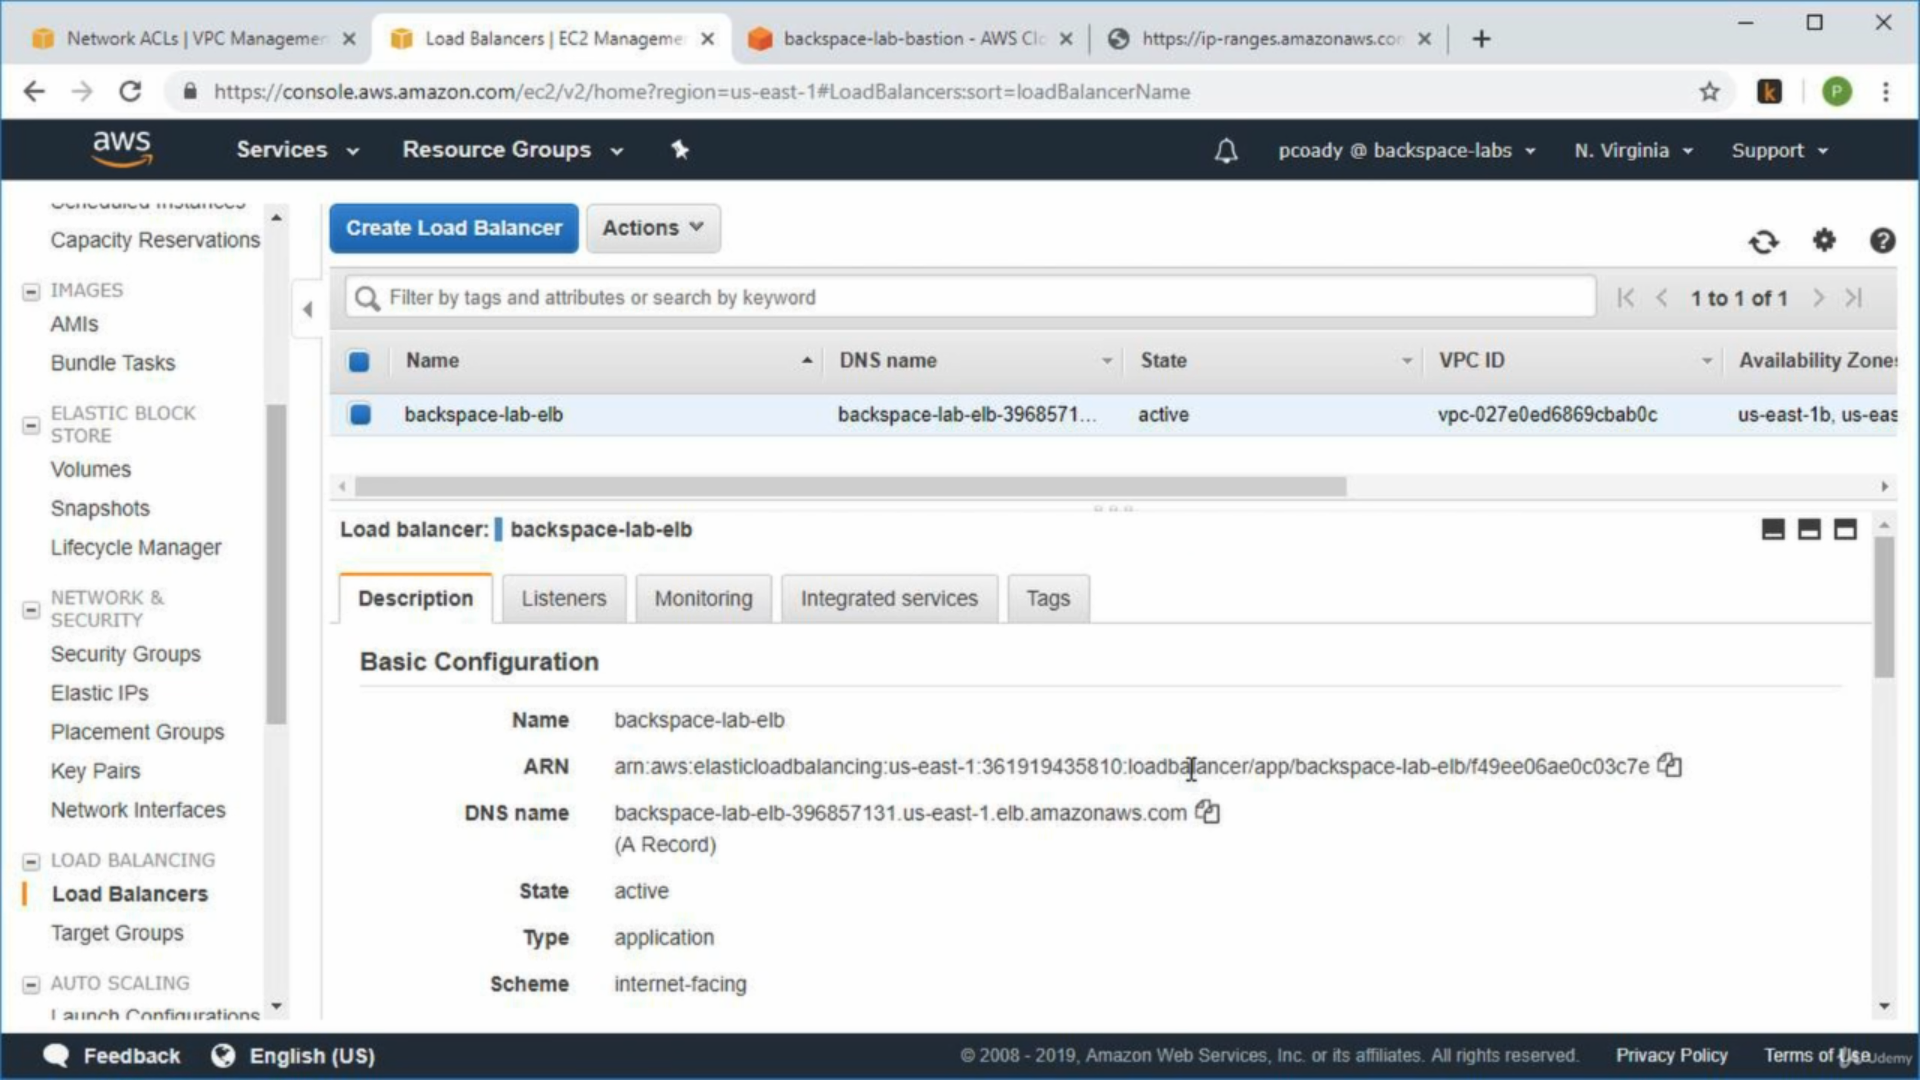 Network ACLs | VPC Managemen
Load Balancers | EC2 Manageme
backspace-lab-bastion - AWS Clo
https://ip-ranges.amazonaws.co
https://console.aws.amazon.com/ec2/v2/home?region=us-east-1#LoadBalancers:sort=loadBalancerName
k
P
aws
Services
Resource Groups
pcoady @ backspace-labs
N. Virginia
Support
Scheduled Instances
Capacity Reservations
IMAGES
AMIs
Bundle Tasks
ELASTIC BLOCK
STORE
Volumes
Snapshots
Lifecycle Manager
NETWORK &
SECURITY
Security Groups
Elastic IPs
Placement Groups
Key Pairs
Network Interfaces
LOAD BALANCING
Load Balancers
Target Groups
AUTO SCALING
Launch Configurations
Create Load Balancer
Actions
Filter by tags and attributes or search by keyword
1 to 1 of 1
Name DNS name State VPC ID Availability Zones
backspace-lab-elb backspace-lab-elb-3968571... active vpc-027e0ed6869cbab0c us-east-1b, us-eas
Load balancer: backspace-lab-elb
Description Listeners Monitoring Integrated services Tags
Basic Configuration
Name backspace-lab-elb
ARN arn:aws:elasticloadbalancing:us-east-1:361919435810:loadbalancer/app/backspace-lab-elb/f49ee06ae0c03c7e
DNS name backspace-lab-elb-396857131.us-east-1.elb.amazonaws.com
(A Record)
State active
Type application
Scheme internet-facing
Feedback
English (US)
© 2008 - 2019, Amazon Web Services, Inc. or its affiliates. All rights reserved.
Privacy Policy
Terms of Use
Udemy